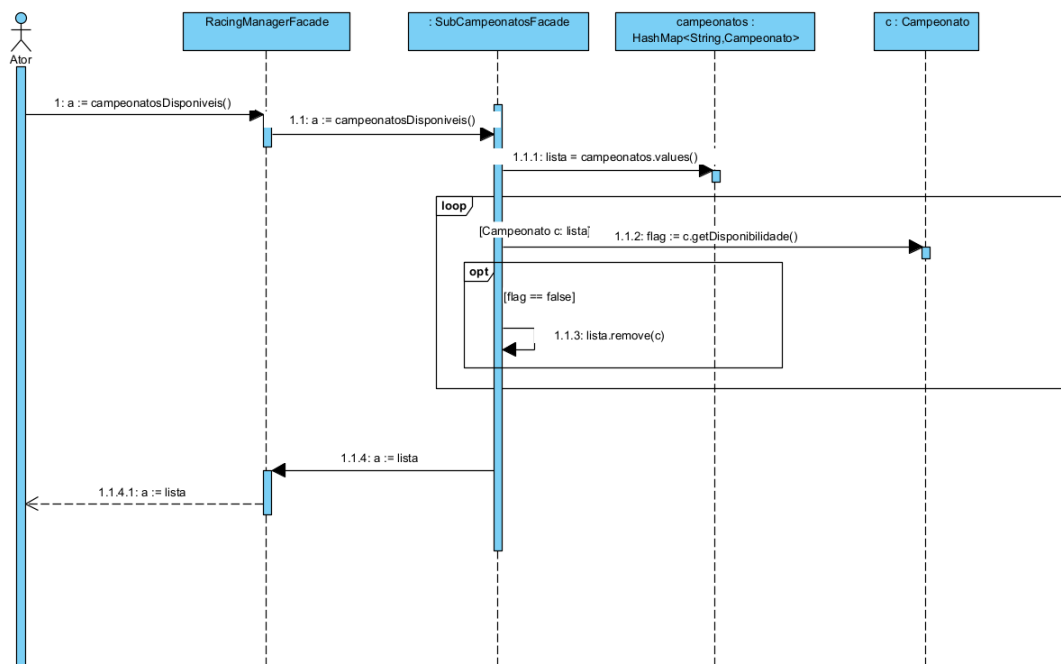 RacingManagerFacade
: SubCampeonatosFacade
campeonatos :
HashMap<String,Campeonato>
c : Campeonato
Ator
1: a := campeonatosDisponiveis()
1.1: a := campeonatosDisponiveis()
1.1.1: lista = campeonatos.values()
loop
[Campeonato c: lista]
1.1.2: flag := c.getDisponibilidade()
opt
[flag == false]
1.1.3: lista.remove(c)
1.1.4: a := lista
1.1.4.1: a := lista